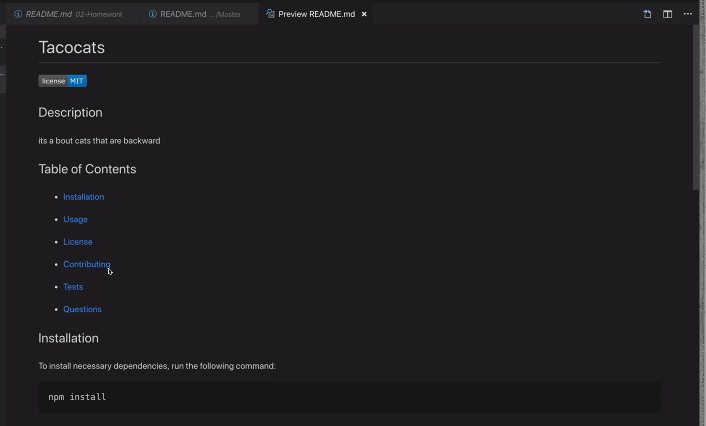 README.md 02-Homework
README.md .../Master
Preview README.md
Tacocats
license MIT
Description
its a bout cats that are backward
Table of Contents
Installation
Usage
License
Contributing
Tests
Questions
Installation
To install necessary dependencies, run the following command:
npm install